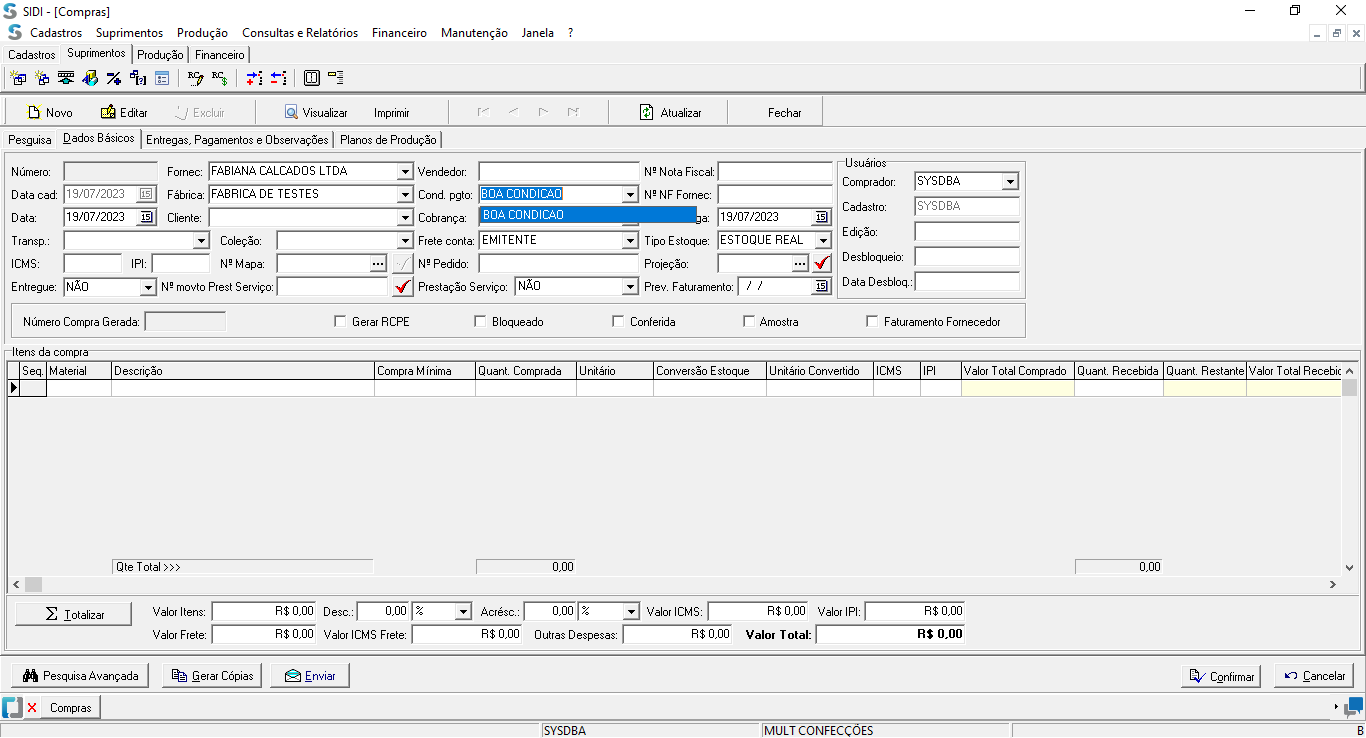 SIDI - [Compras]
Cadastros Suprimentos Produção Consultas e Relatórios Financeiro Manutenção Janela ?
Cadastros Suprimentos Produção Financeiro
Novo Editar Excluir Visualizar Imprimir Atualizar Fechar
Pesquisa Dados Básicos Entregas, Pagamentos e Observações Planos de Produção
Número: Fornec: FABIANA CALCADOS LTDA Vendedor: Nº Nota Fiscal: Usuários
Data cad: 19/07/2023 15 Fábrica: FABRICA DE TESTES Cond. pgto: BOA CONDICAO Nº NF Fornec: Comprador: SYSDBA
Data: 19/07/2023 15 Cliente: Cobrança: BOA CONDICAO ga: 19/07/2023 15 Cadastro: SYSDBA
Transp.: Coleção: Frete conta: EMITENTE Tipo Estoque: ESTOQUE REAL Edição:
ICMS: IPI: Nº Mapa: ... Nº Pedido: Projeção: ... Desbloqueio:
Entregue: NÃO Nº movto Prest Serviço: Prestação Serviço: NÃO Prev. Faturamento: / / 15 Data Desbloq.:
Número Compra Gerada: Gerar RCPE Bloqueado Conferida Amostra Faturamento Fornecedor
Itens da compra
Seq. Material Descrição Compra Mínima Quant. Comprada Unitário Conversão Estoque Unitário Convertido ICMS IPI Valor Total Comprado Quant. Recebida Quant. Restante Valor Total Recebic
Qte Total >>> 0,00 0,00
Σ Totalizar Valor Itens: R$ 0,00 Desc.: 0,00 % Acrésc.: 0,00 % Valor ICMS: R$ 0,00 Valor IPI: R$ 0,00
Valor Frete: R$ 0,00 Valor ICMS Frete: R$ 0,00 Outras Despesas: R$ 0,00 Valor Total: R$ 0,00
Pesquisa Avançada Gerar Cópias Enviar Confirmar Cancelar
Compras
SYSDBA MULT CONFECÇÕES B